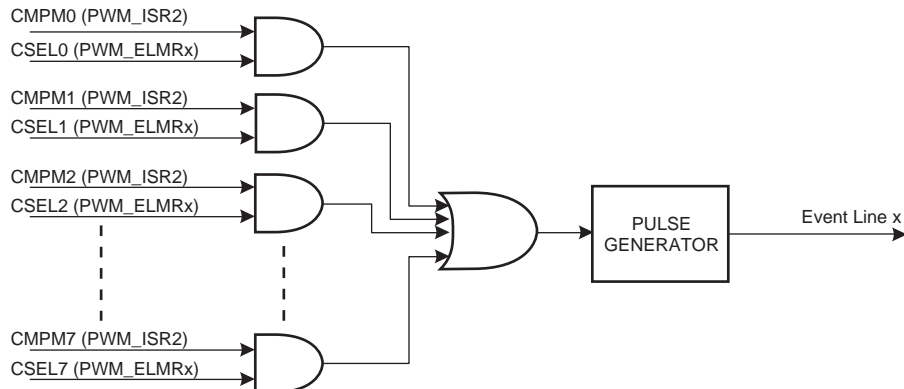 CMPM0 (PWM_ISR2)
CSEL0 (PWM_ELMRx)
CMPM1 (PWM_ISR2)
CSEL1 (PWM_ELMRx)
CMPM2 (PWM_ISR2)
CSEL2 (PWM_ELMRx)
PULSE
GENERATOR
Event Line x
CMPM7 (PWM_ISR2)
CSEL7 (PWM_ELMRx)